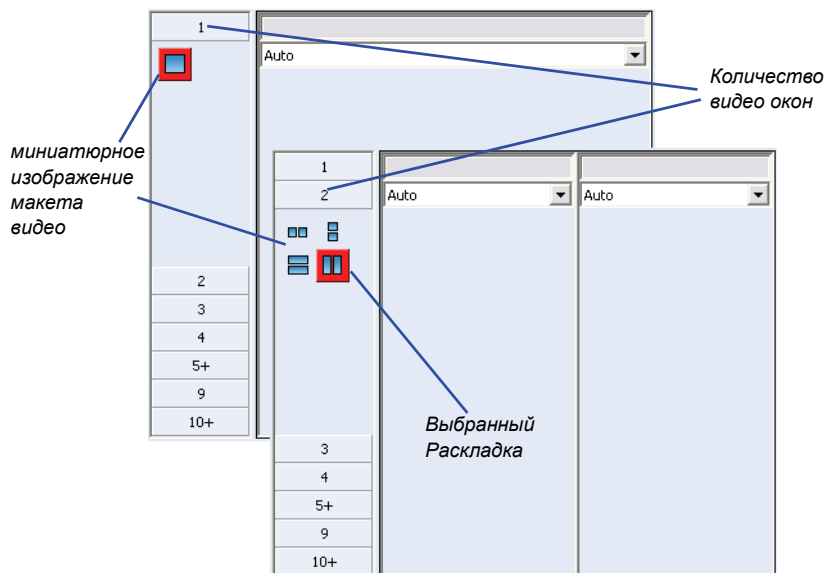 1
Auto
Количество
видео окон
миниатюрное
изображение
макета
видео
2
3
4
5+
9
10+
1
2
Auto
Auto
Выбранный
Раскладка
3
4
5+
9
10+